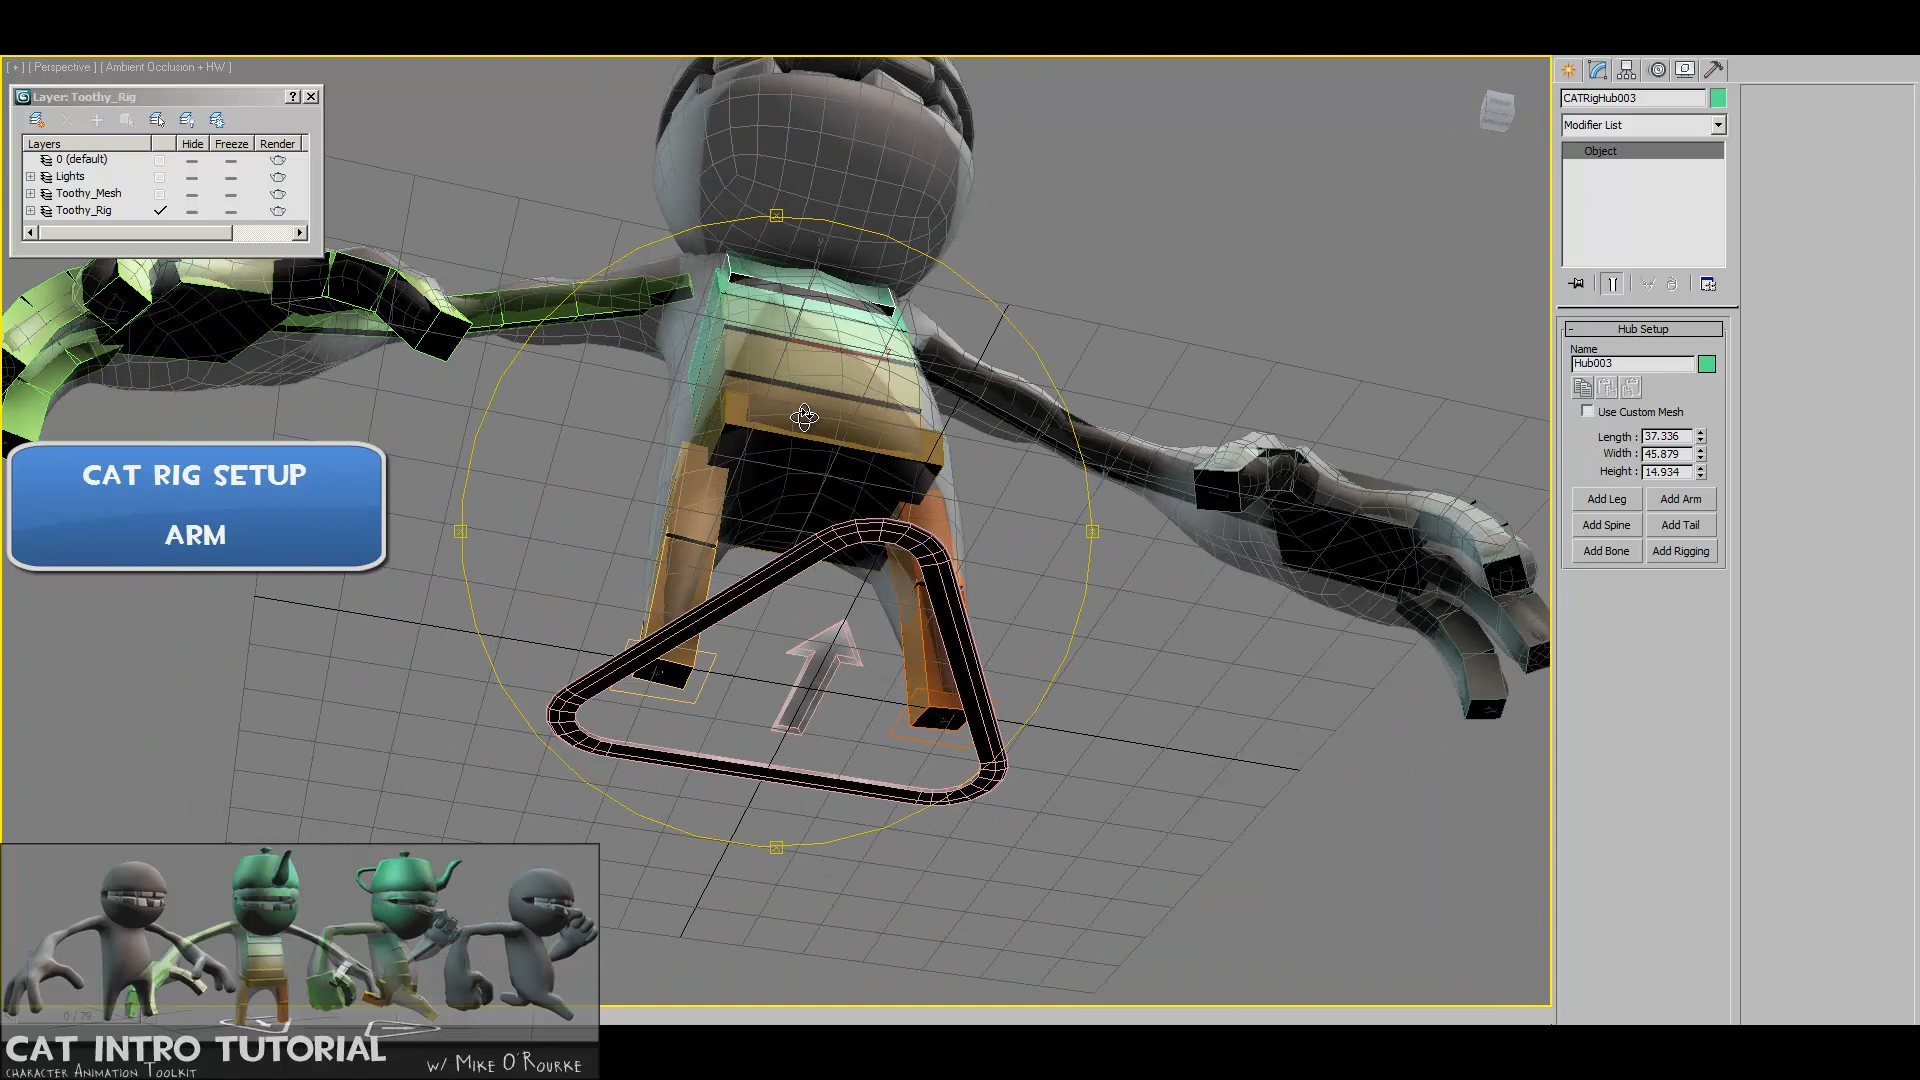 [ + ] [ Perspective ] [ Ambient Occlusion + HW ]
Layer: Toothy_Rig
?
Layers Hide Freeze Render
0 (default)
Lights
Toothy_Mesh
Toothy_Rig
CAT RIG SETUP
ARM
CATRigHub003
Modifier List
Object
Hub Setup
Name
Hub003
Use Custom Mesh
Length : 37.336
Width : 45.879
Height : 14.934
Add Leg Add Arm
Add Spine Add Tail
Add Bone Add Rigging
0 / 79
CAT INTRO TUTORIAL
CHARACTER ANIMATION TOOLKIT
W/ MIKE O'ROURKE